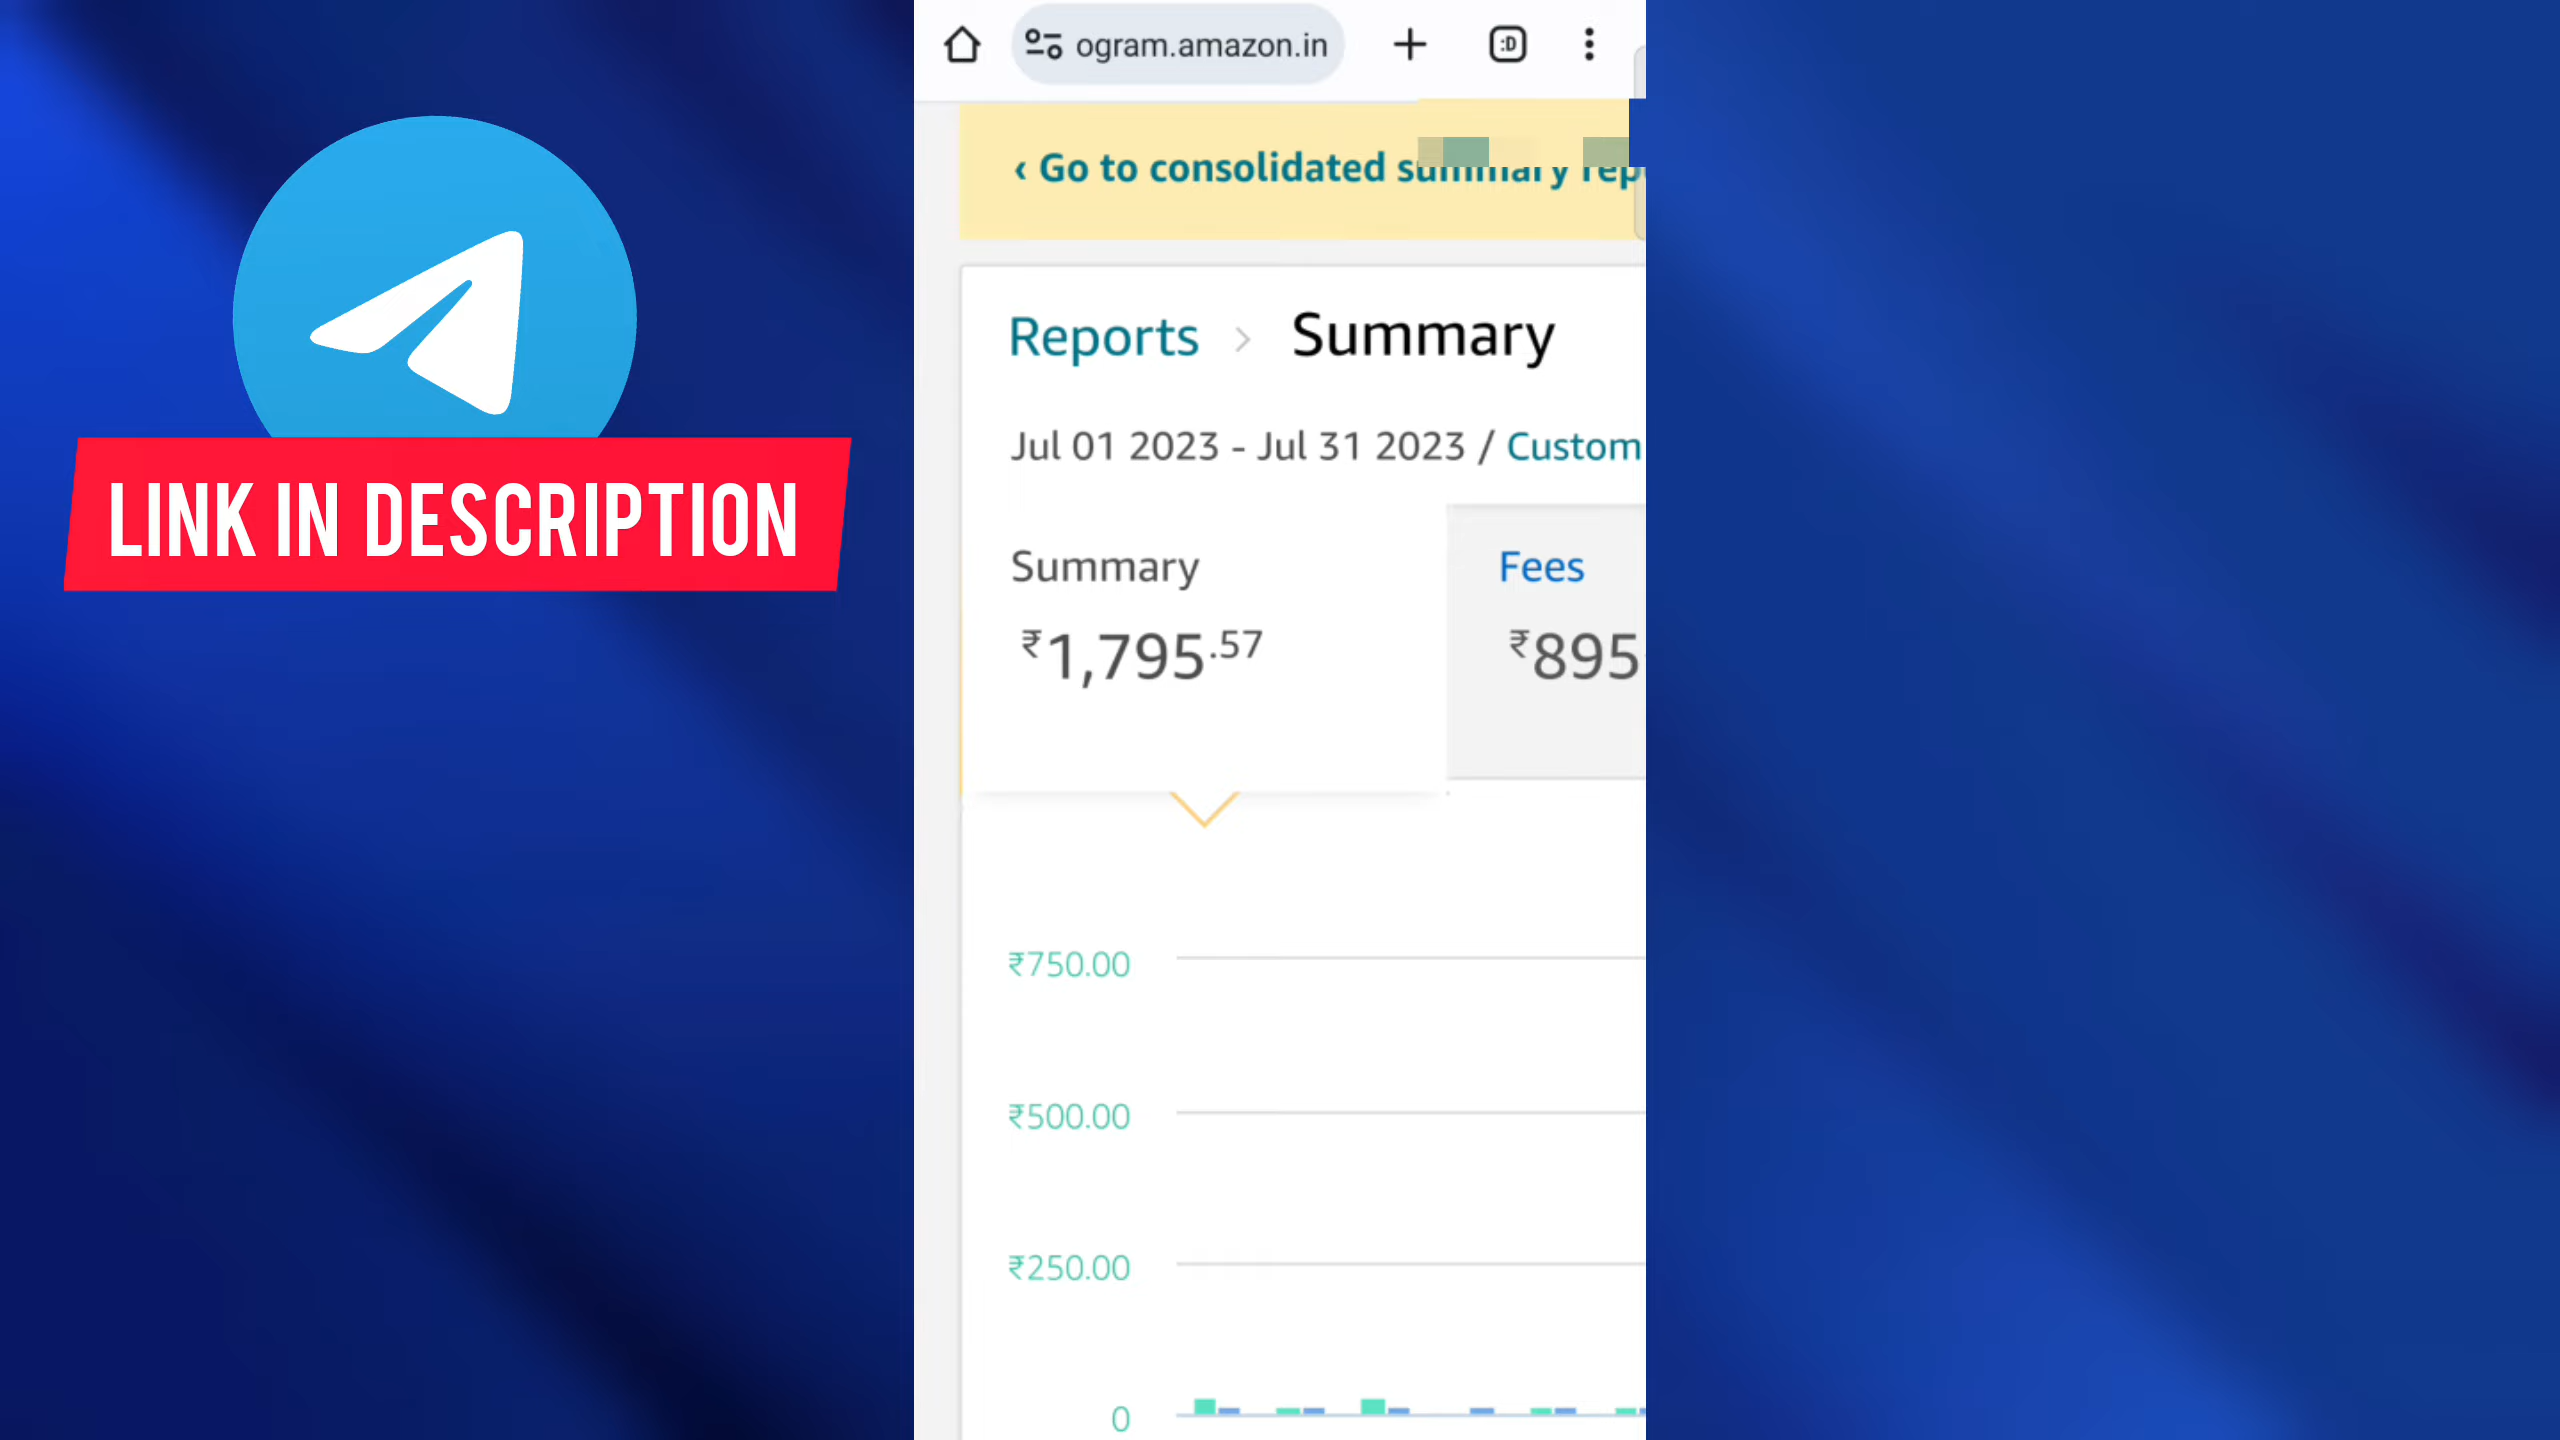 LINK IN DESCRIPTION
ogram.amazon.in
:D
‹ Go to consolidated summary
Reports › Summary
Jul 01 2023 - Jul 31 2023 / Custom
Summary
₹1,795.57
Fees
₹895
₹750.00
₹500.00
₹250.00
0